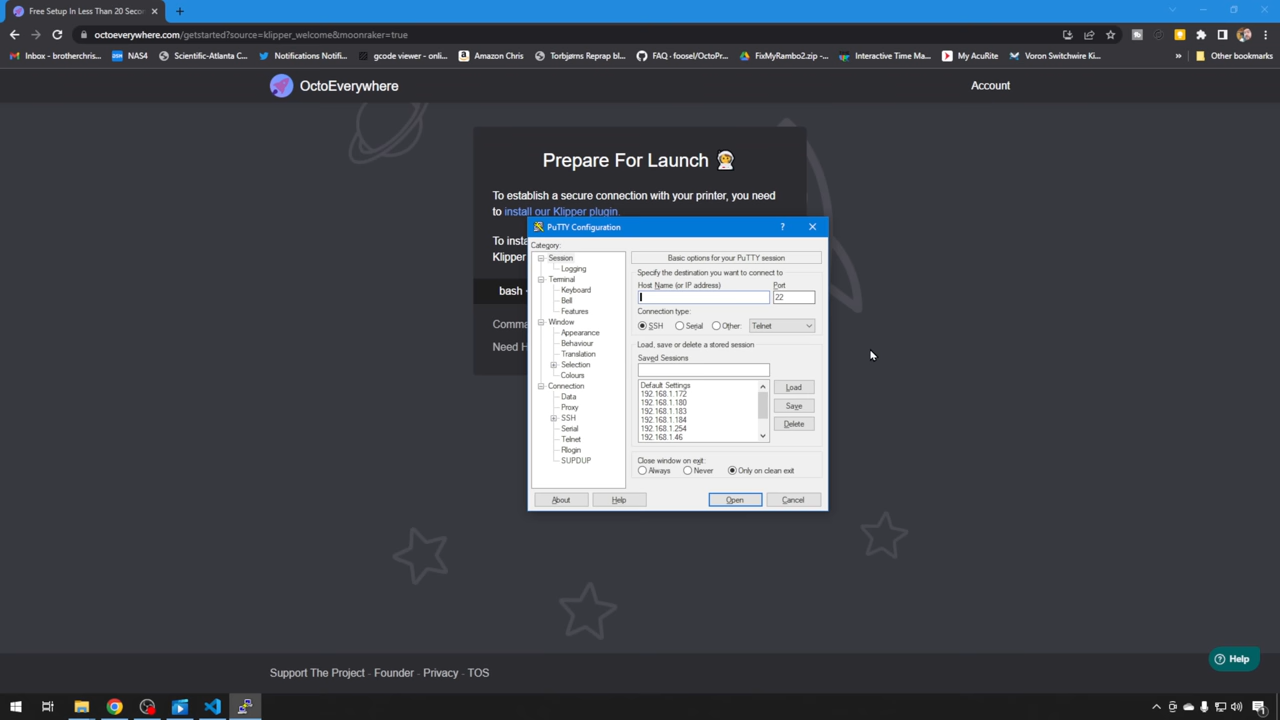 Free Setup In Less Than 20 Secor
octoeverywhere.com/getstarted?source=klipper_welcome&moonraker=true
Inbox - brotherchris...
NAS4
Scientific-Atlanta C...
Notifications Notifi...
gcode viewer - onli...
Amazon Chris
Torbjørns Reprap bl...
FAQ · foosel/OctoPr...
FixMyRambo2.zip -...
Interactive Time Ma...
My AcuRite
Voron Switchwire Ki...
»
Other bookmarks
OctoEverywhere
Account
Prepare For Launch
To establish a secure connection with your printer, you need
to install our Klipper plugin.
To insta
Klipper
bash
Comma
Need H
PuTTY Configuration
?
Category:
Session
Logging
Terminal
Keyboard
Bell
Features
Window
Appearance
Behaviour
Translation
Selection
Colours
Connection
Data
Proxy
SSH
Serial
Telnet
Rlogin
SUPDUP
Basic options for your PuTTY session
Specify the destination you want to connect to
Host Name (or IP address)
Port
22
Connection type:
SSH
Serial
Other:
Telnet
Load, save or delete a stored session
Saved Sessions
Default Settings
192.168.1.172
192.168.1.180
192.168.1.183
192.168.1.184
192.168.1.254
192.168.1.46
Load
Save
Delete
Close window on exit:
Always
Never
Only on clean exit
About
Help
Open
Cancel
Support The Project - Founder - Privacy - TOS
Help
1